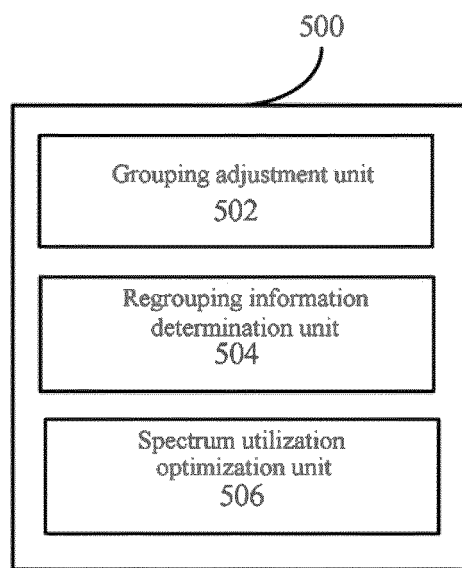 500
Grouping adjustment unit
502
Regrouping information
determination unit
504
Spectrum utilization
optimization unit
506